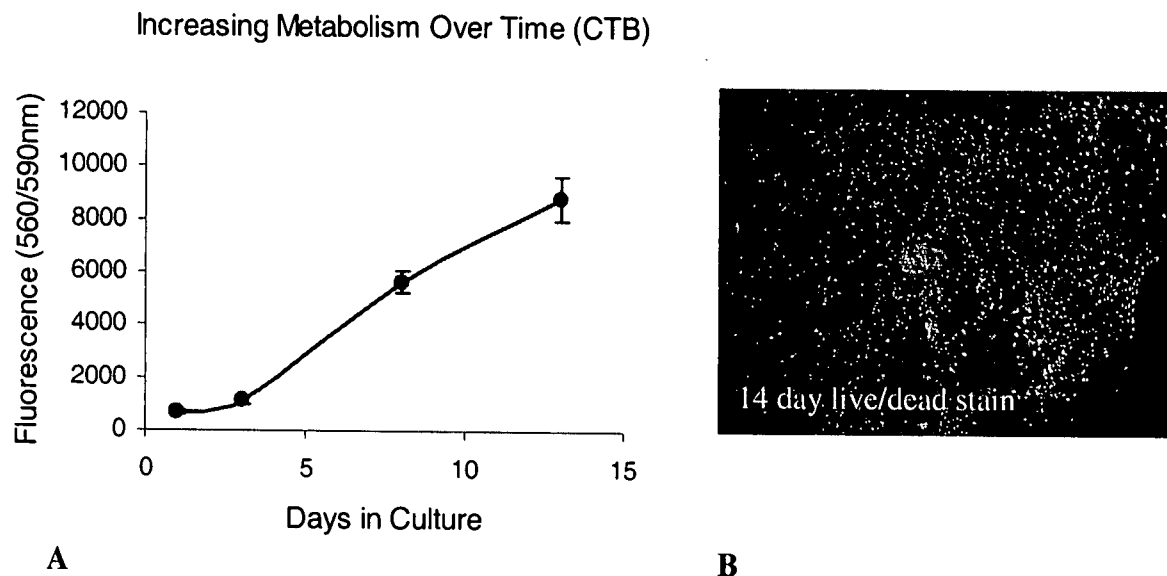 Increasing Metabolism Over Time (CTB)
Fluorescence (560/590nm)
12000
10000
8000
6000
4000
2000
0
0 5 10 15
Days in Culture
A
14 day live/dead stain
B